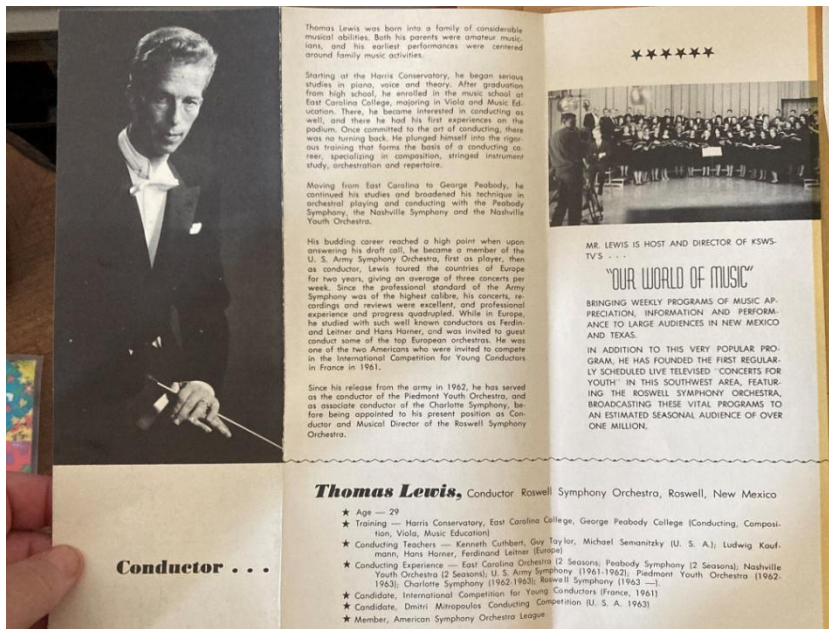 Thomas Lewis was born into a family of considerable
musical abilities. Both his parents were amateur music-
ians, and his earliest performances were centered
around family music activities.
Starting at the Harris Conservatory, he began serious
studies in piano, voice and theory. After graduation
from high school, he enrolled in the music school at
East Carolina College, majoring in Viola and Music Ed-
ucation. There, he became interested in conducting as
well, and there he had his first experiences on the
podium. Once committed to the art of conducting, there
was no turning back. He plunged himself into the rigor-
ous training that forms the basis of a conducting ca-
reer, specializing in composition, stringed instrument
study, orchestration and repertoire.
Moving from East Carolina to George Peabody, he
continued his studies and broadened his technique in
orchestral playing and conducting with the Peabody
Symphony, the Nashville Symphony and the Nashville
Youth Orchestra.
His budding career reached a high point when upon
answering his draft call, he became a member of the
U. S. Army Symphony Orchestra, first as player, then
as conductor, Lewis toured the countries of Europe
for two years, giving an average of three concerts per
week. Since the professional standard of the Army
Symphony was of the highest calibre, his concerts, re-
cordings and reviews were excellent, and professional
experience and progress quadrupled. While in Europe,
he studied with such well known conductors as Ferdin-
and Leitner and Hans Harner, and was invited to guest
conduct some of the top European orchestras. He was
one of the two Americans who were invited to compete
in the International Competition for Young Conductors
in France in 1961.
Since his release from the army in 1962, he has served
as the conductor of the Piedmont Youth Orchestra, and
as associate conductor of the Charlotte Symphony, be-
fore being appointed to his present position as Con-
ductor and Musical Director of the Roswell Symphony
Orchestra.
MR. LEWIS IS HOST AND DIRECTOR OF KSWS-
TV'S . . .
"OUR WORLD OF MUSIC"
BRINGING WEEKLY PROGRAMS OF MUSIC AP-
PRECIATION, INFORMATION AND PERFORM-
ANCE TO LARGE AUDIENCES IN NEW MEXICO
AND TEXAS.
IN ADDITION TO THIS VERY POPULAR PRO-
GRAM, HE HAS FOUNDED THE FIRST REGULAR-
LY SCHEDULED LIVE TELEVISED "CONCERTS FOR
YOUTH" IN THIS SOUTHWEST AREA, FEATUR-
ING THE ROSWELL SYMPHONY ORCHESTRA,
BROADCASTING THESE VITAL PROGRAMS TO
AN ESTIMATED SEASONAL AUDIENCE OF OVER
ONE MILLION.
Conductor . . .
Thomas Lewis, Conductor Roswell Symphony Orchestra, Roswell, New Mexico
★ Age — 29
★ Training — Harris Conservatory, East Carolina College, George Peabody College (Conducting, Composi-
tion, Viola, Music Education)
★ Conducting Teachers — Kenneth Cuthbert, Guy Taylor, Michael Semanitzky (U. S. A.); Ludwig Kauf-
mann, Hans Horner, Ferdinand Leitner (Europe)
★ Conducting Experience — East Carolina Orchestra (2 Seasons; Peabody Symphony (2 Seasons); Nashville
Youth Orchestra (2 Seasons); U. S. Army Symphony (1961-1962); Piedmont Youth Orchestra (1962-
1963); Charlotte Symphony (1962-1963); Roswell Symphony (1963 —).
★ Candidate, International Competition for Young Conductors (France, 1961)
★ Candidate, Dmitri Mitropoulos Conducting Competition (U. S. A. 1963)
★ Member, American Symphony Orchestra League